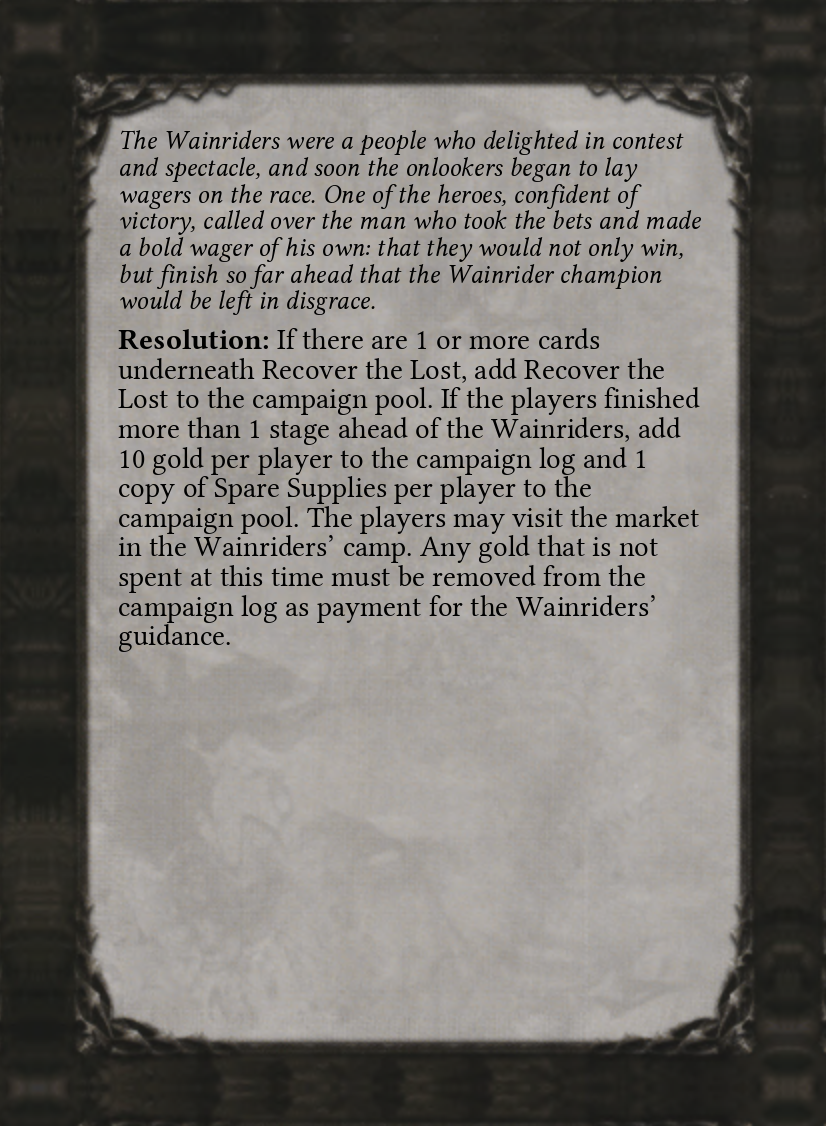 The Wainriders were a people who delighted in contest
and spectacle, and soon the onlookers began to lay
wagers on the race. One of the heroes, confident of
victory, called over the man who took the bets and made
a bold wager of his own: that they would not only win,
but finish so far ahead that the Wainrider champion
would be left in disgrace.
Resolution: If there are 1 or more cards
underneath Recover the Lost, add Recover the
Lost to the campaign pool. If the players finished
more than 1 stage ahead of the Wainriders, add
10 gold per player to the campaign log and 1
copy of Spare Supplies per player to the
campaign pool. The players may visit the market
in the Wainriders’ camp. Any gold that is not
spent at this time must be removed from the
campaign log as payment for the Wainriders’
guidance.